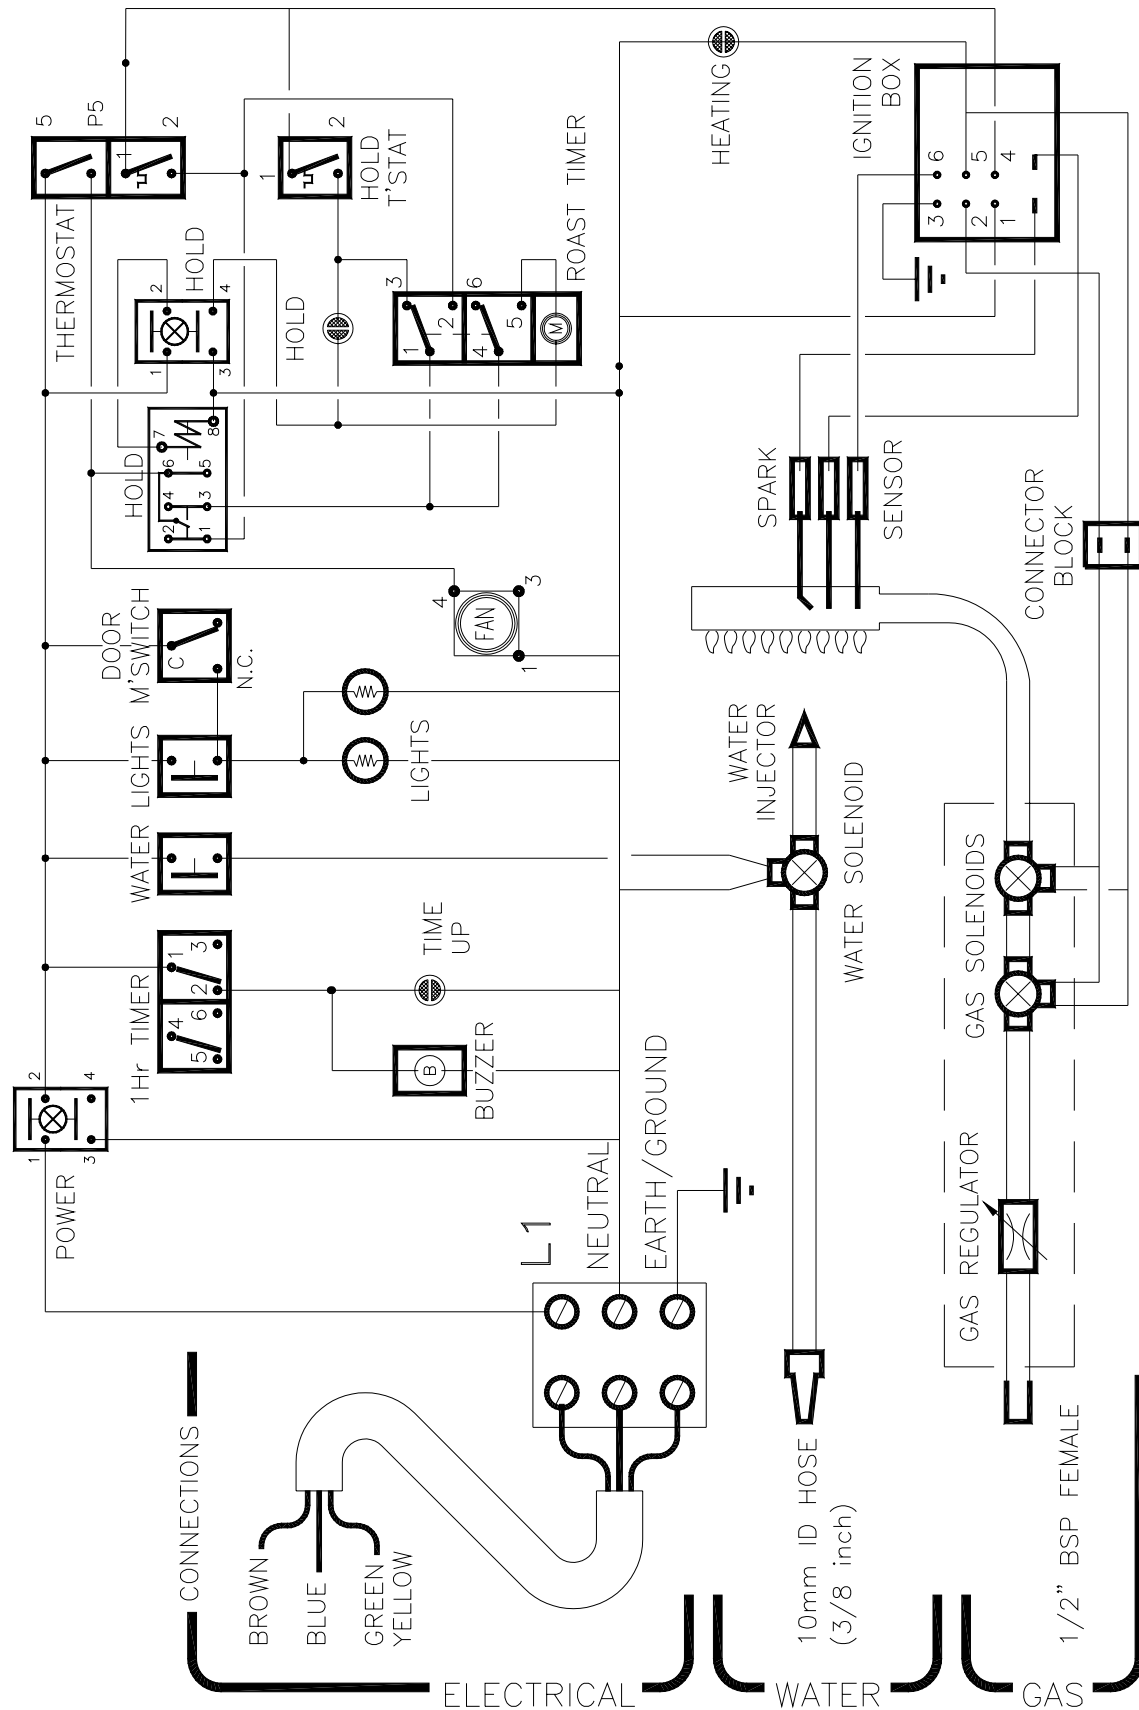 THERMOSTAT
5
P5
1
2
HOLD
1
2
3
4
HOLD
T'STAT
1
2
HOLD
ROAST TIMER
3
2
1
6
5
4
M
HEATING
IGNITION
BOX
6
5
4
3
2
1
HOLD
7
8
6
5
4
3
2
1
SPARK
SENSOR
CONNECTOR
BLOCK
DOOR
M'SWITCH
C
N.C.
FAN
4
3
1
LIGHTS
LIGHTS
WATER
WATER
INJECTOR
WATER SOLENOID
GAS SOLENOIDS
1Hr TIMER
1
3
2
4
6
5
TIME
UP
BUZZER
B
POWER
1
2
3
4
L1
NEUTRAL
EARTH/GROUND
GAS REGULATOR
CONNECTIONS
BROWN
BLUE
GREEN
YELLOW
10mm ID HOSE
(3/8 inch)
1/2" BSP FEMALE
ELECTRICAL
WATER
GAS